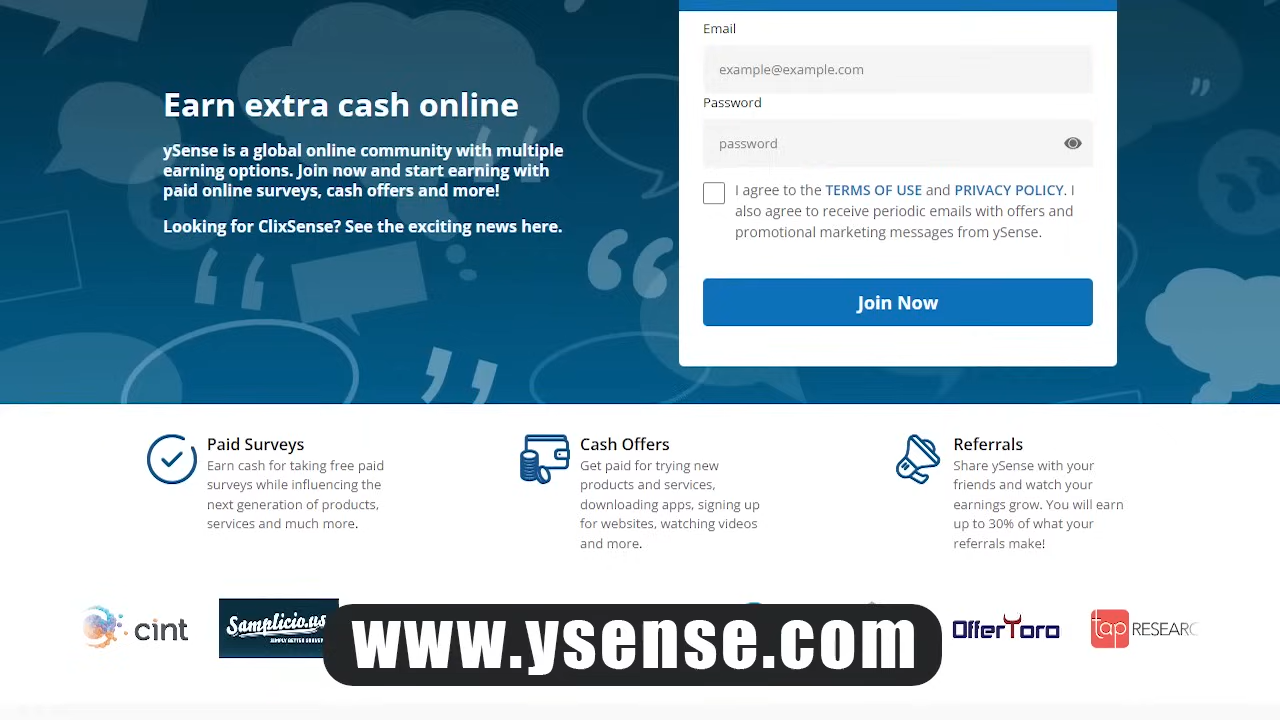 Email
example@example.com
Password
password
I agree to the TERMS OF USE and PRIVACY POLICY. I
also agree to receive periodic emails with offers and
promotional marketing messages from ySense.
Join Now
Earn extra cash online
ySense is a global online community with multiple
earning options. Join now and start earning with
paid online surveys, cash offers and more!
Looking for ClixSense? See the exciting news here.
Paid Surveys
Earn cash for taking free paid
surveys while influencing the
next generation of products,
services and much more.
Cash Offers
Get paid for trying new
products and services,
downloading apps, signing up
for websites, watching videos
and more.
Referrals
Share ySense with your
friends and watch your
earnings grow. You will earn
up to 30% of what your
referrals make!
cint
Samplicio.us
OfferToro
tap RESEARC
www.ysense.com